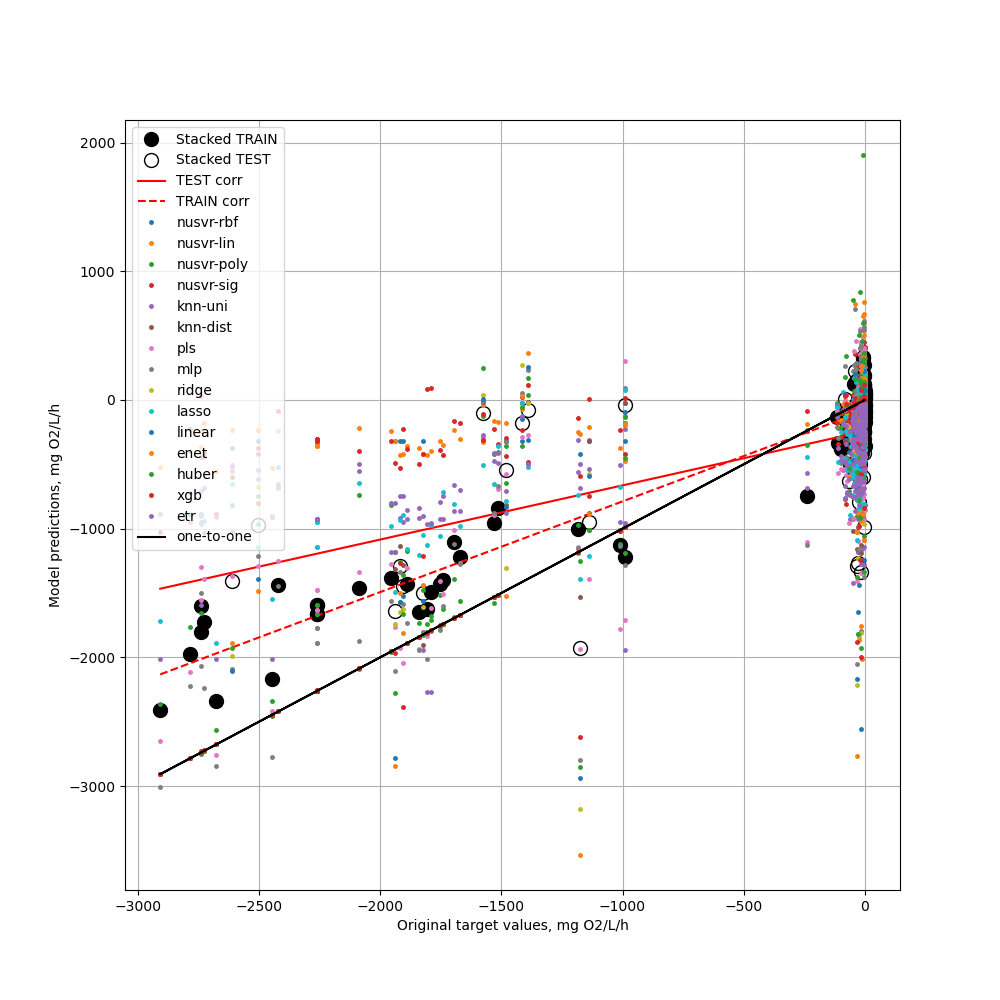 2000
1000
0
−1000
−2000
−3000
Model predictions, mg O2/L/h
Stacked TRAIN
Stacked TEST
TEST corr
TRAIN corr
nusvr-rbf
nusvr-lin
nusvr-poly
nusvr-sig
knn-uni
knn-dist
pls
mlp
ridge
lasso
linear
enet
huber
xgb
etr
one-to-one
−3000 −2500 −2000 −1500 −1000 −500 0
Original target values, mg O2/L/h